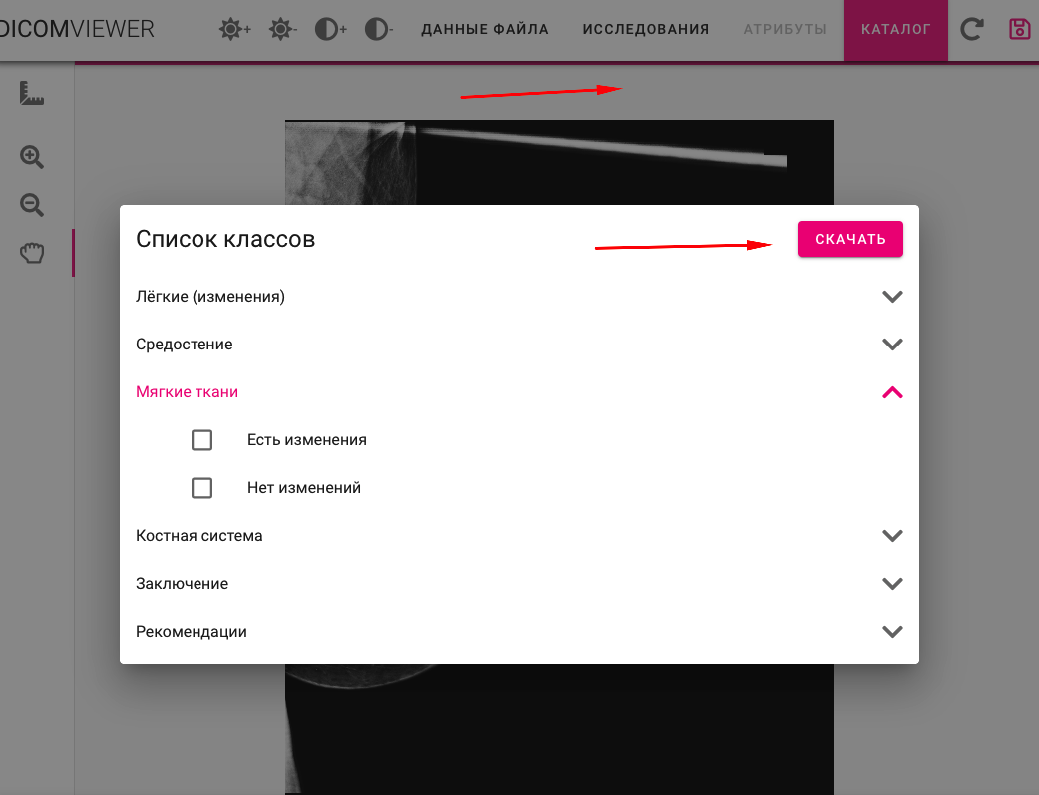 DICOMVIEWER + - + - ДАННЫЕ ФАЙЛА ИССЛЕДОВАНИЯ АТРИБУТЫ КАТАЛОГ
Список классов СКАЧАТЬ
Лёгкие (изменения)
Средостение
Мягкие ткани
Есть изменения
Нет изменений
Костная система
Заключение
Рекомендации